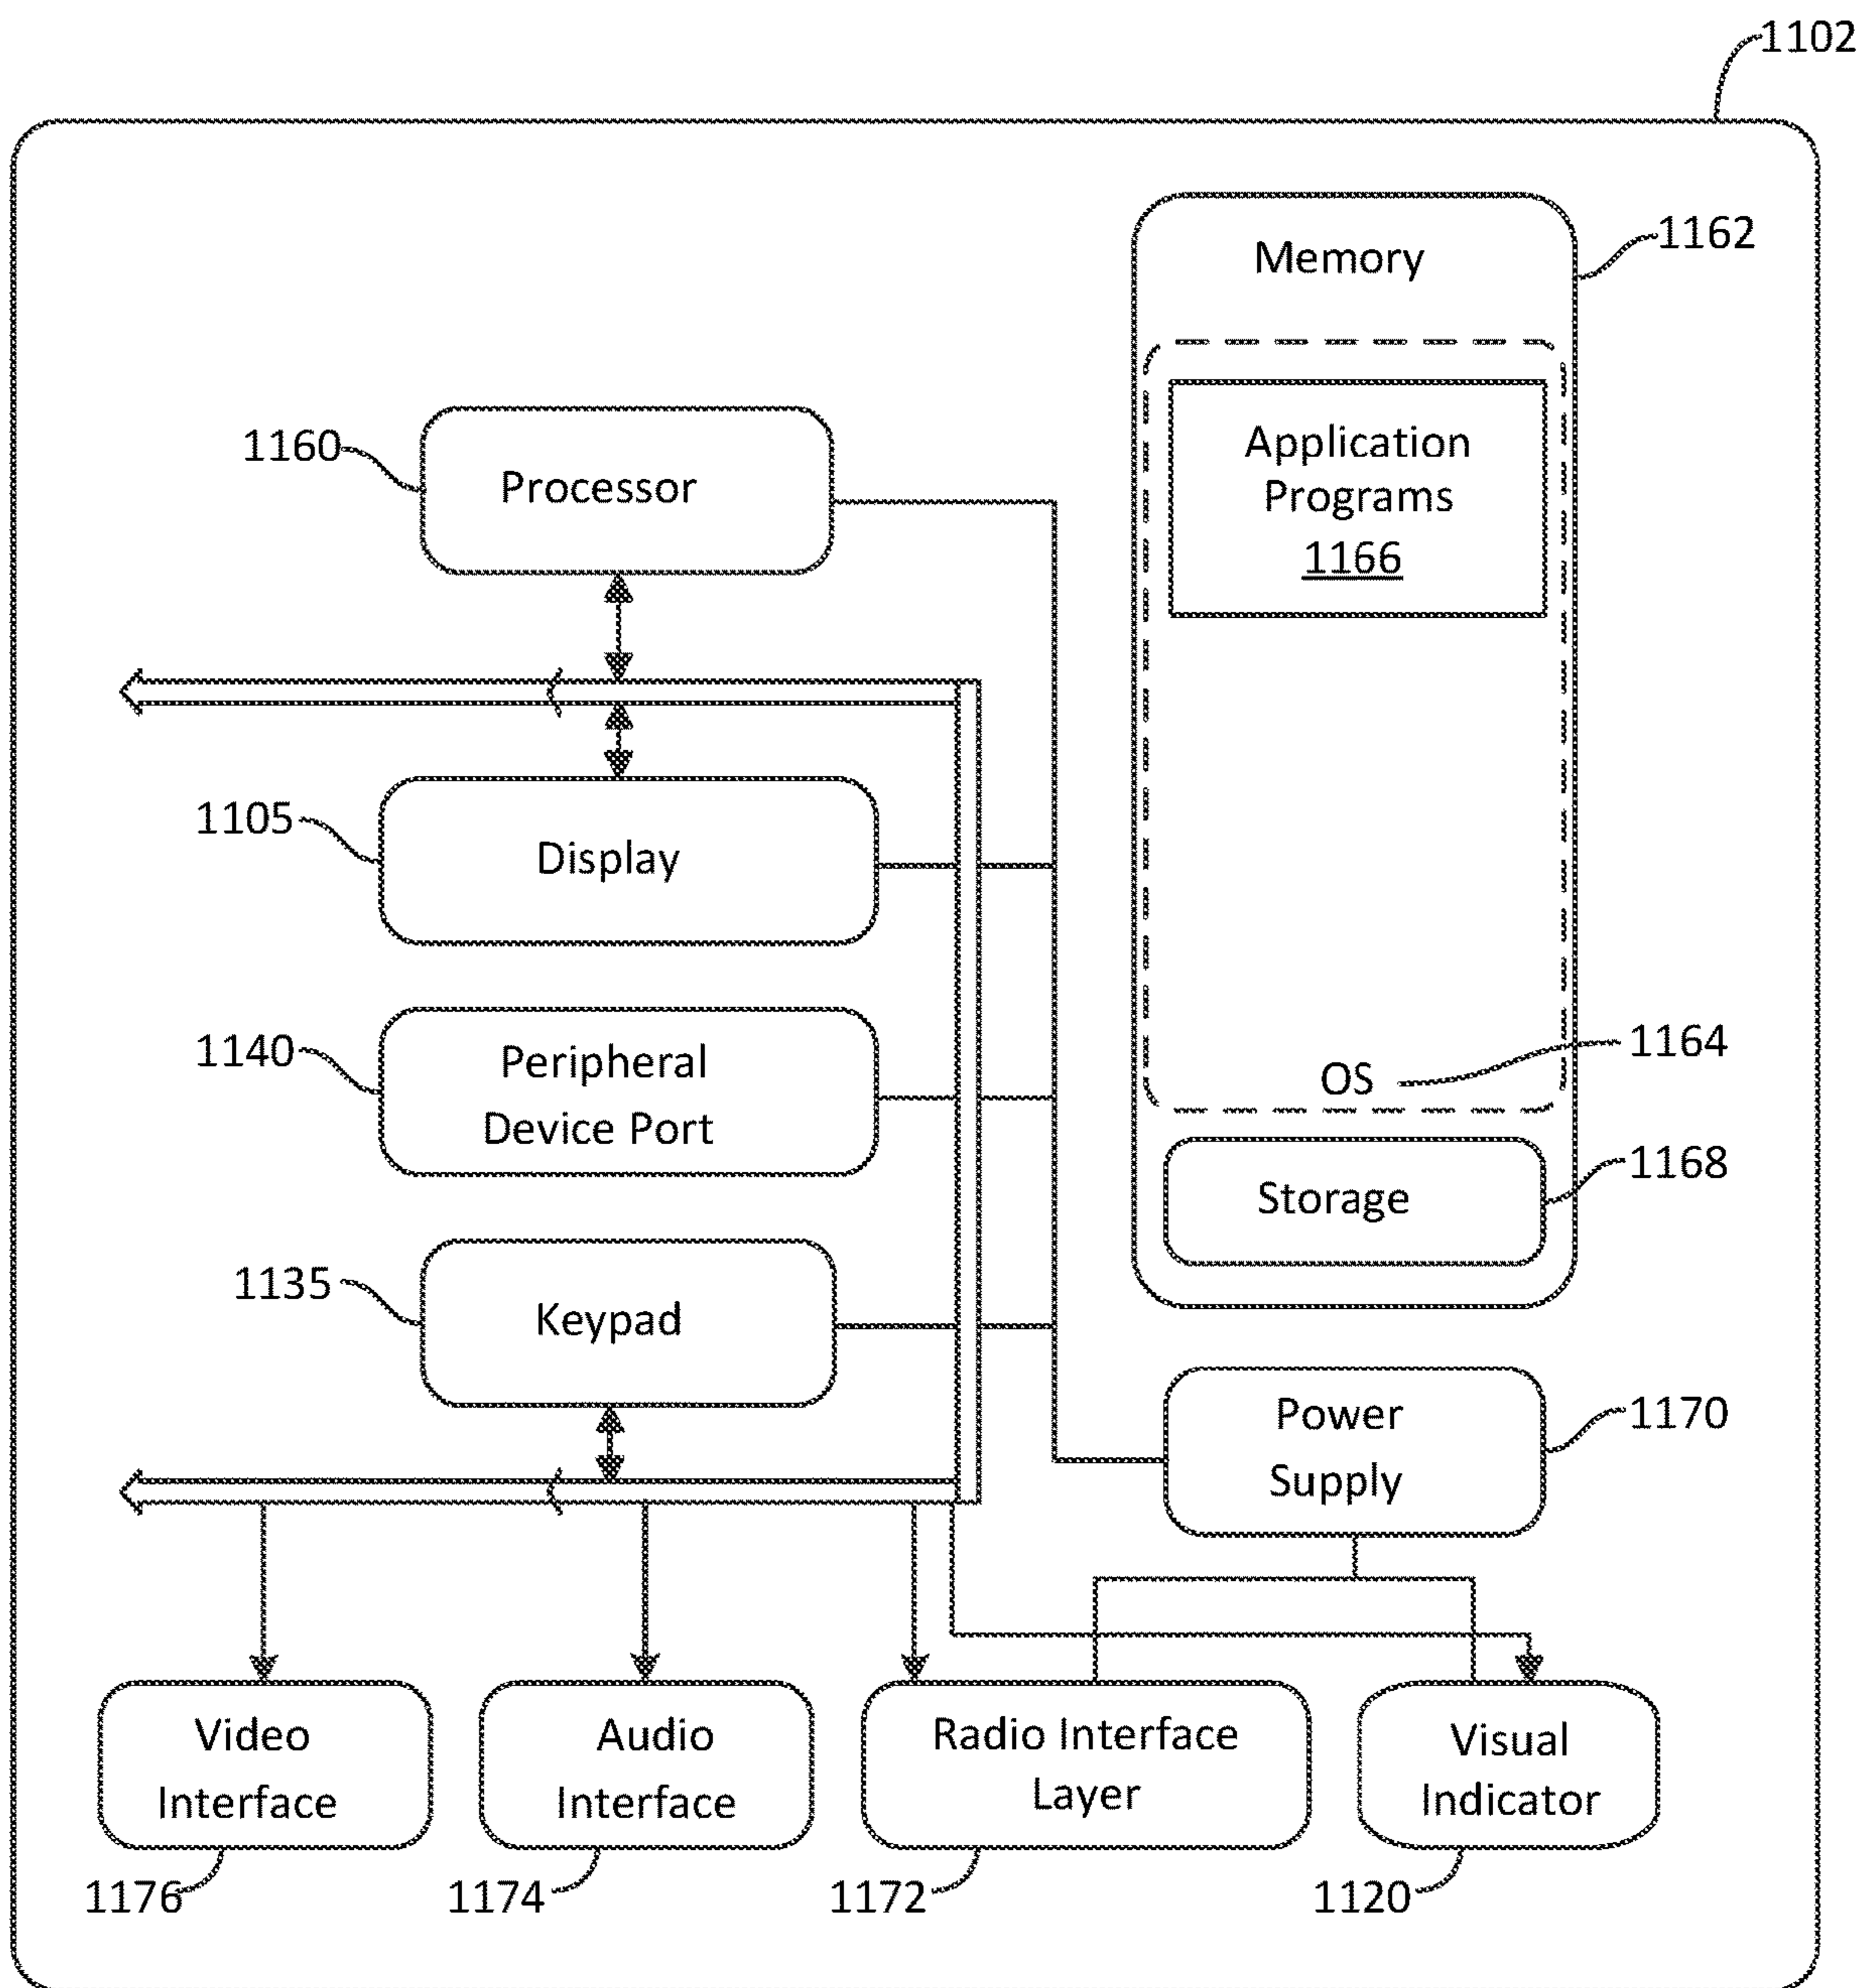 1102
Memory
1162
Application
Programs
1166
1160
Processor
1105
Display
1140
Peripheral
Device Port
OS
1164
Storage
1168
1135
Keypad
Power
Supply
1170
Video
Interface
Audio
Interface
Radio Interface
Layer
Visual
Indicator
1176
1174
1172
1120